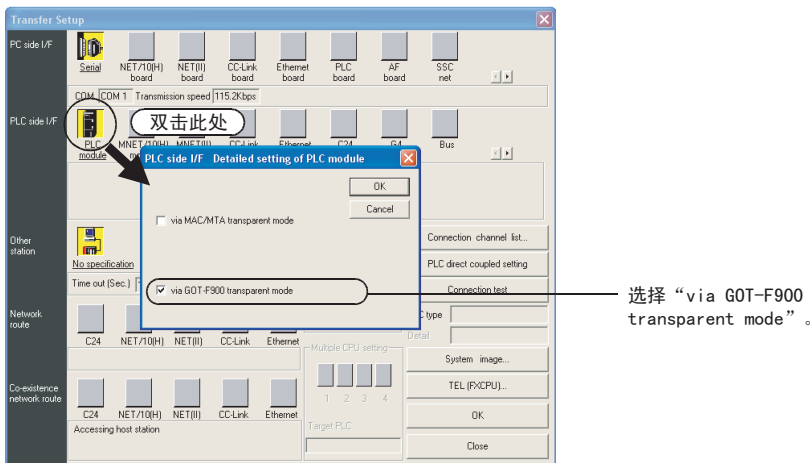 Transfer Setup
PC side I/F
Serial
NET/10(H) board
NET(II) board
CC-Link board
Ethernet board
PLC board
AF board
SSC net
COM COM 1 Transmission speed 115.2Kbps
PLC side I/F
双击此处
PLC module
MNET/10(H)
MNET(II)
CC-Link
Ethernet
C24
G4
Bus
PLC side I/F Detailed setting of PLC module
OK
Cancel
via MAC/MTA transparent mode
via GOT-F900 transparent mode
选择“via GOT-F900
transparent mode”。
Other station
No specification
Time out (Sec.)
Connection channel list...
PLC direct coupled setting
Connection test
type
Detail
Network route
C24
NET/10(H)
NET(II)
CC-Link
Ethernet
Multiple CPU setting
1 2 3 4
Target PLC
System image...
TEL (FXCPU)...
OK
Close
Co-existence network route
C24
NET/10(H)
NET(II)
CC-Link
Ethernet
Accessing host station